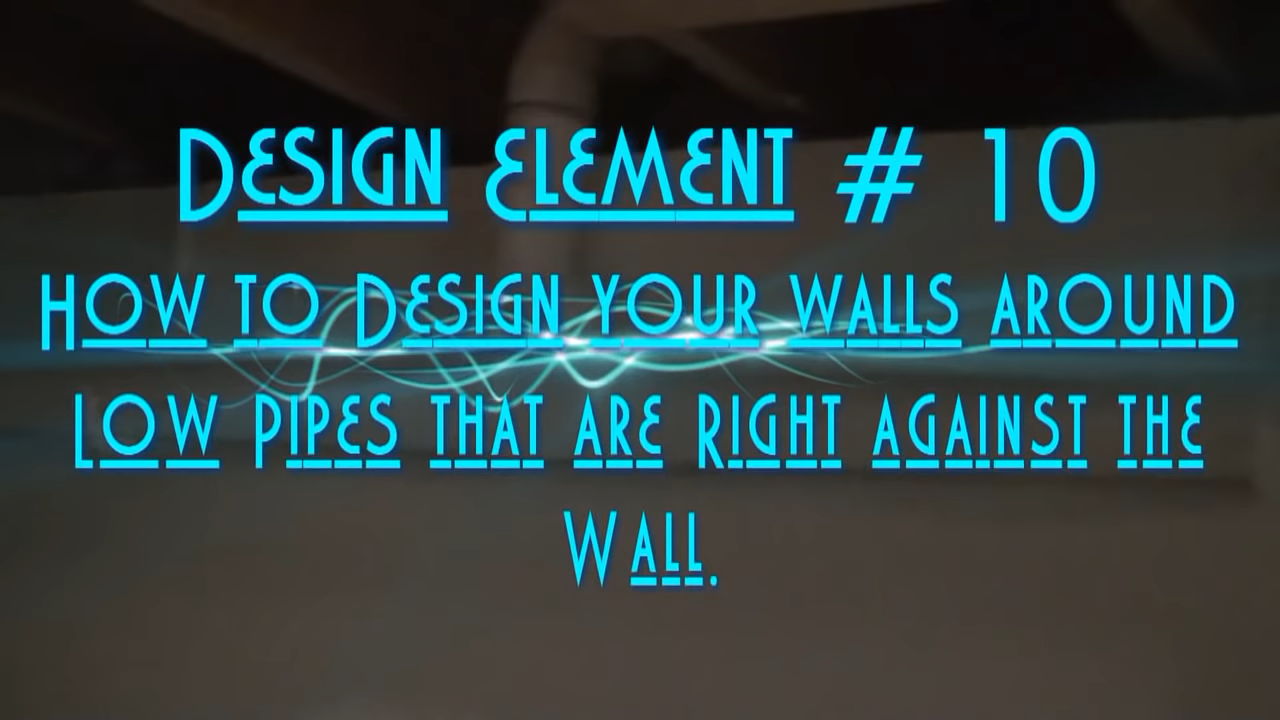 Design Element # 10
How to Design your walls around
Low Pipes that are Right against the
Wall.